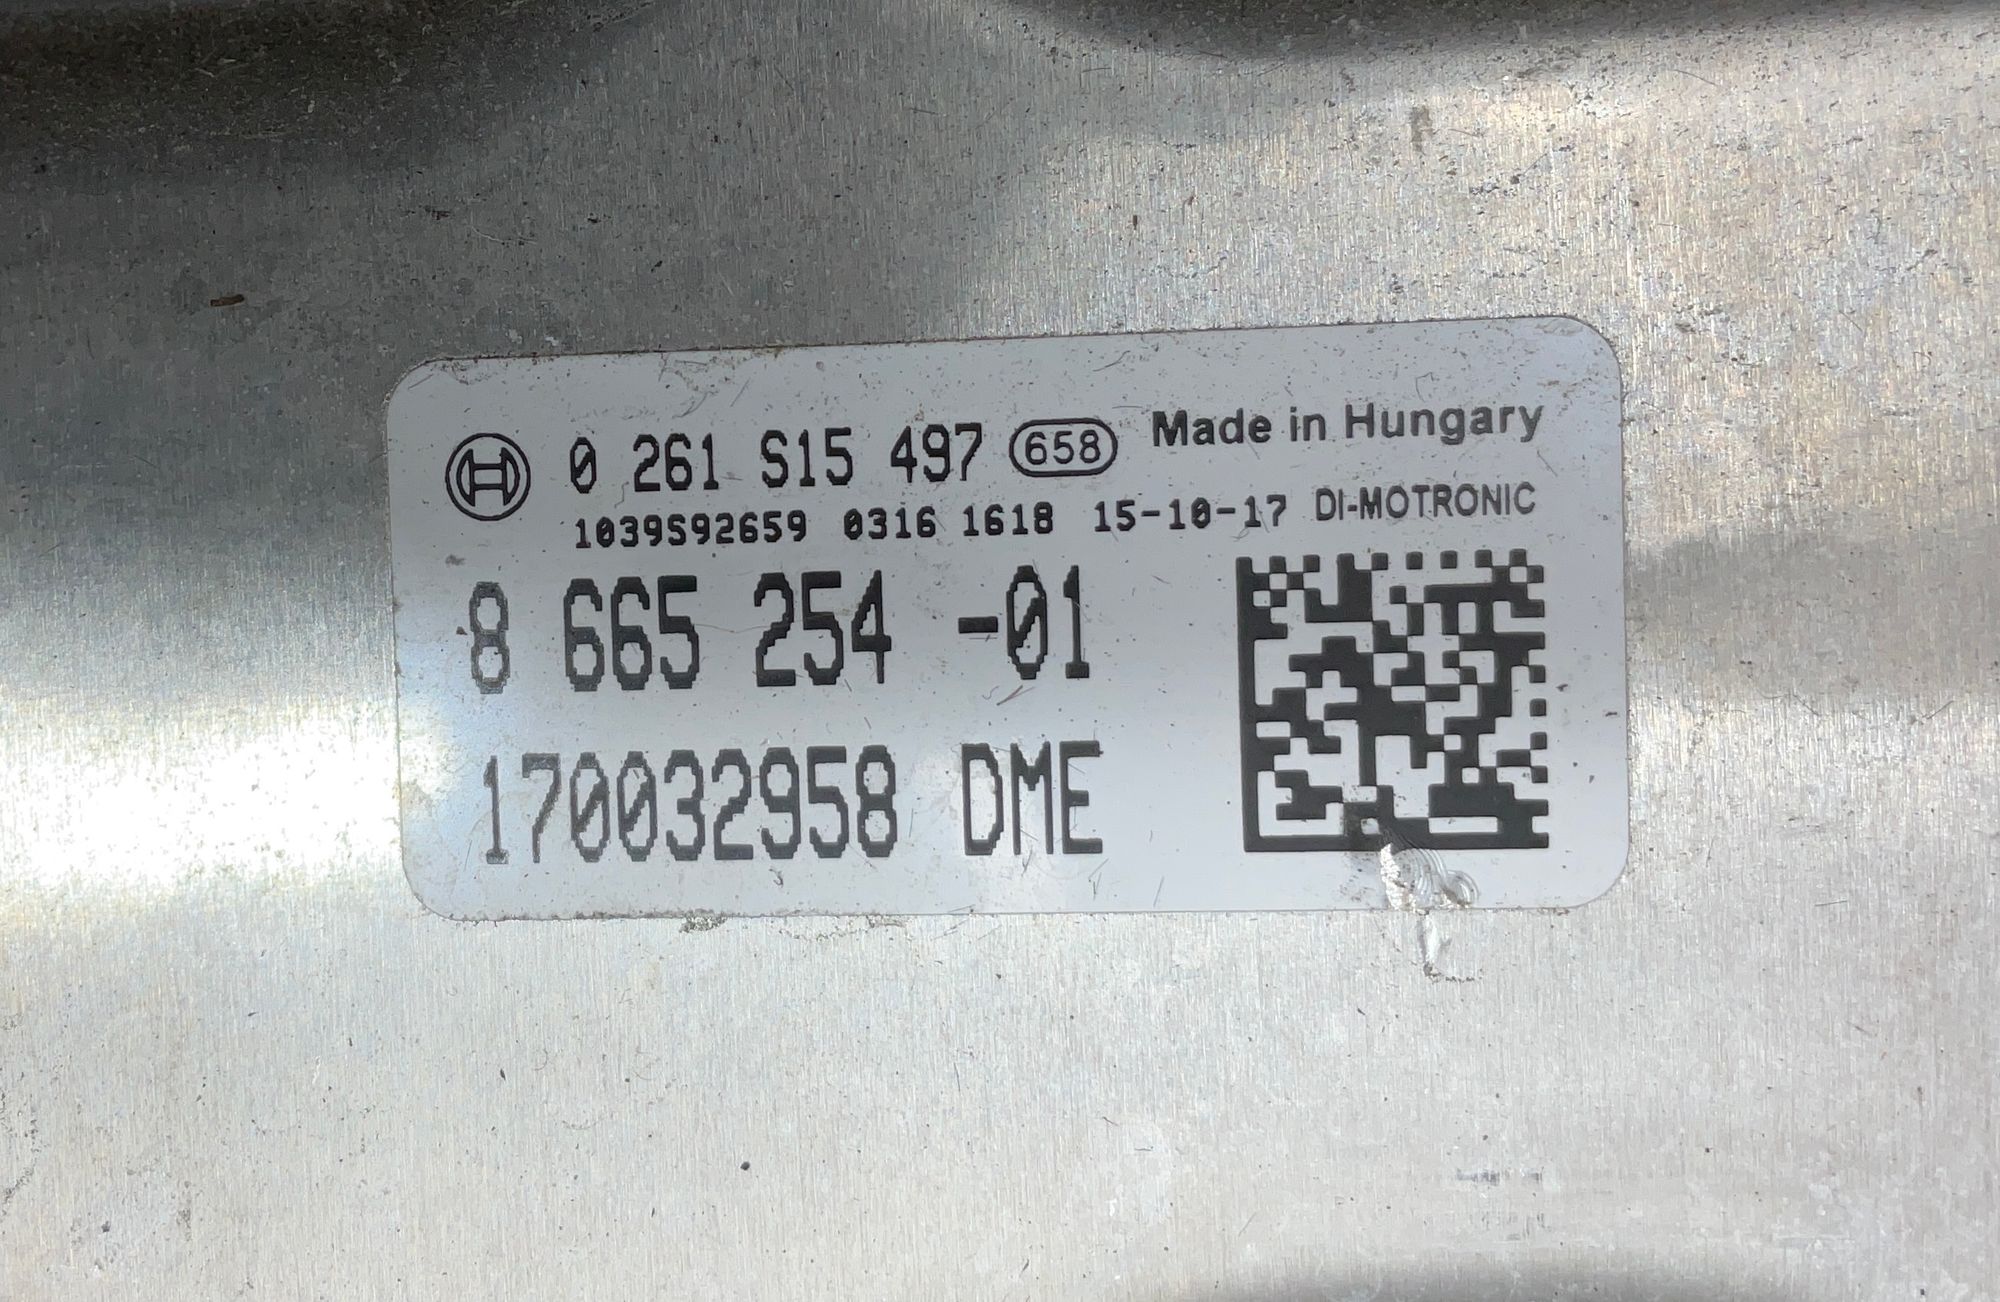 0 261 S15 497 658 Made in Hungary
1039S92659 0316 1618 15-10-17 DI-MOTRONIC
8 665 254 -01
170032958 DME